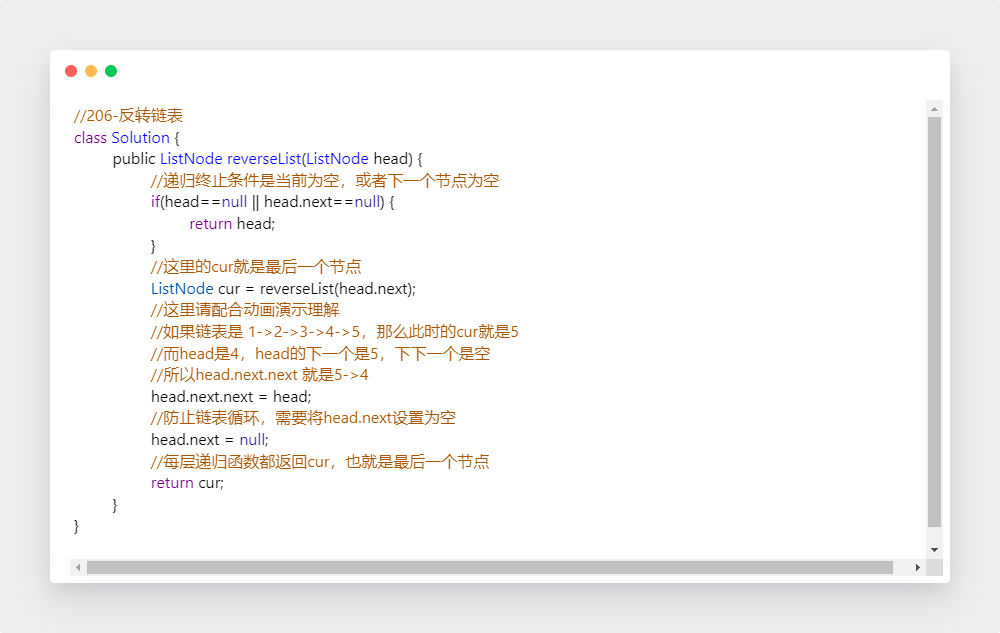 //206-反转链表
class Solution {
public ListNode reverseList(ListNode head) {
//递归终止条件是当前为空，或者下一个节点为空
if(head==null || head.next==null) {
return head;
}
//这里的cur就是最后一个节点
ListNode cur = reverseList(head.next);
//这里请配合动画演示理解
//如果链表是 1->2->3->4->5，那么此时的cur就是5
//而head是4，head的下一个是5，下下一个是空
//所以head.next.next 就是5->4
head.next.next = head;
//防止链表循环，需要将head.next设置为空
head.next = null;
//每层递归函数都返回cur，也就是最后一个节点
return cur;
}
}